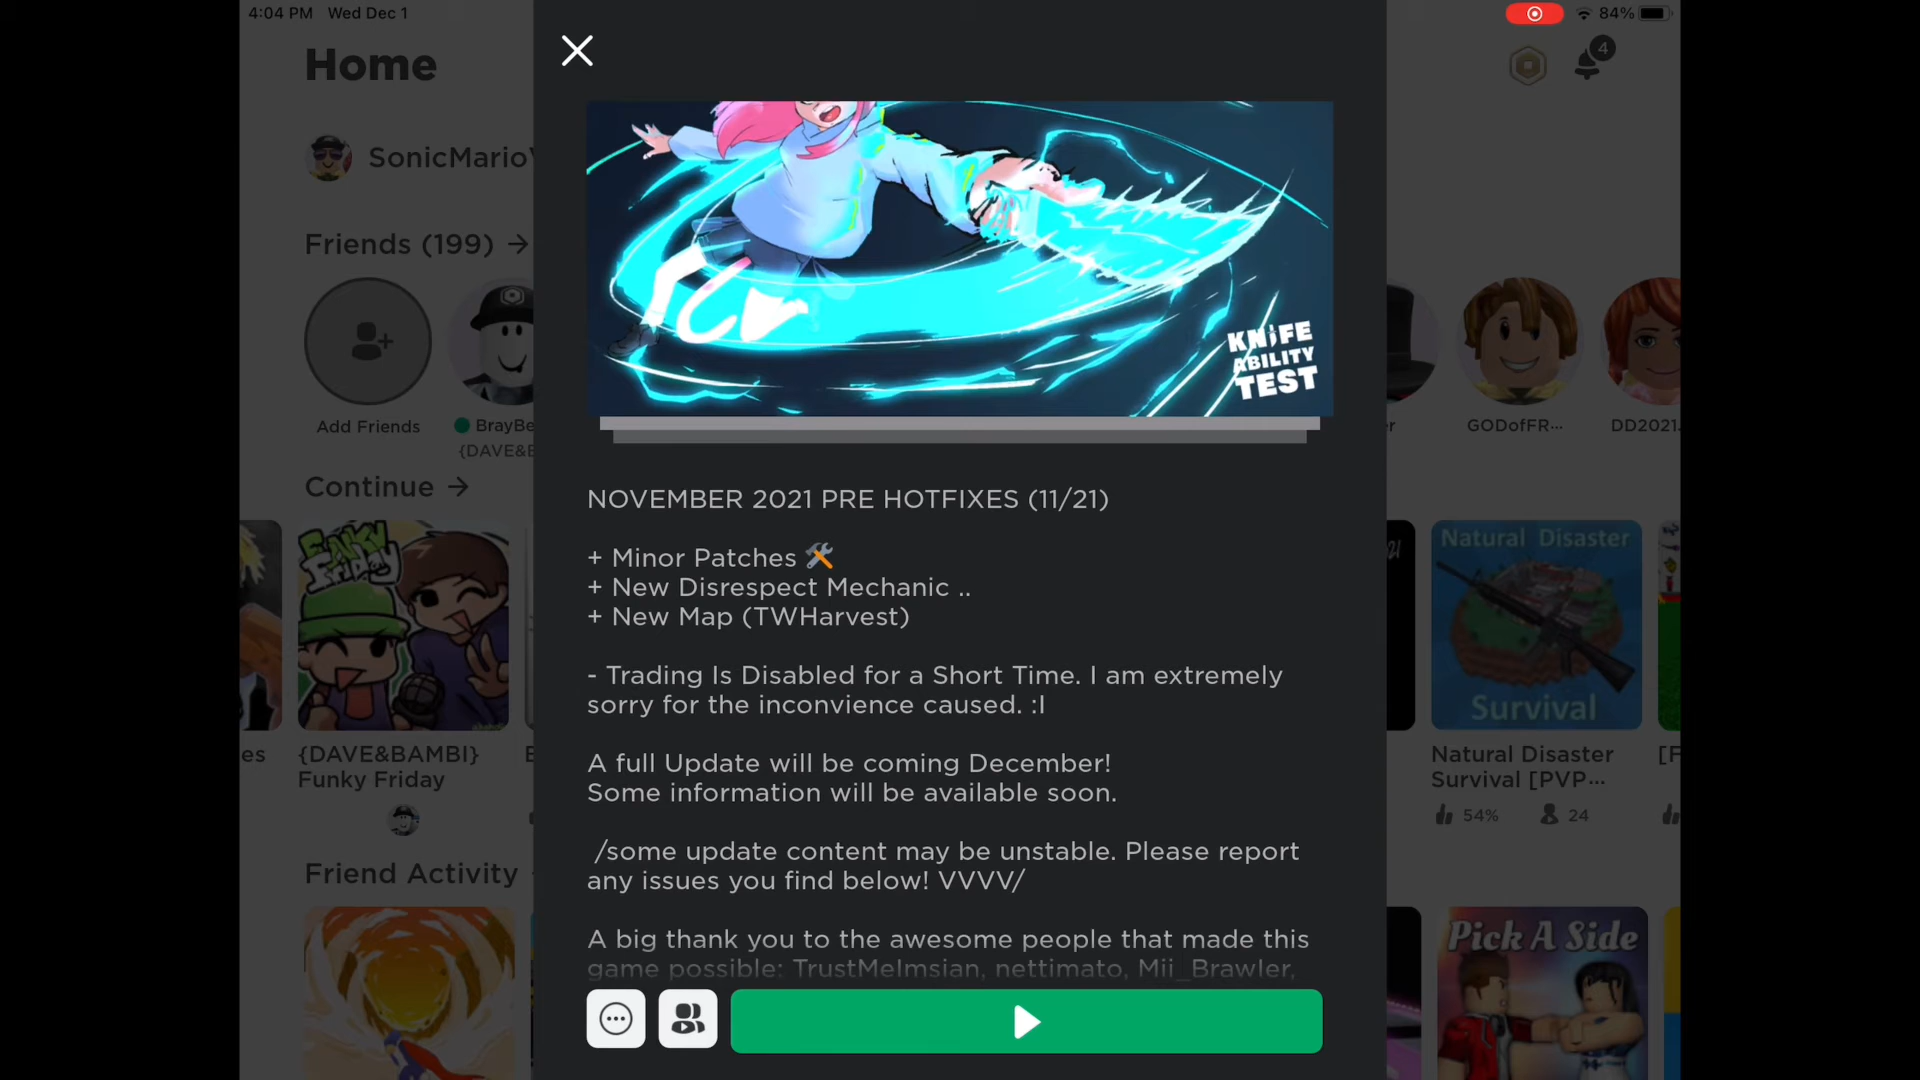 4:04 PM Wed Dec 1
84%
Home
4
SonicMario
Friends (199) →
Add Friends
BrayBe
{DAVE&E
GODofFR...
DD2021.
Continue →
Funky Friday
{DAVE&BAMBI}
Funky Friday
es
Natural Disaster
Survival
Natural Disaster
Survival [PVP...
54%
24
Friend Activity
Pick A Side
KNIFE
ABILITY
TEST
NOVEMBER 2021 PRE HOTFIXES (11/21)
+ Minor Patches 🛠️
+ New Disrespect Mechanic ..
+ New Map (TWHarvest)
- Trading Is Disabled for a Short Time. I am extremely
sorry for the inconvience caused. :l
A full Update will be coming December!
Some information will be available soon.
/some update content may be unstable. Please report
any issues you find below! VVVV/
A big thank you to the awesome people that made this
game possible: TrustMeImsian, nettimato, Mii_Brawler,